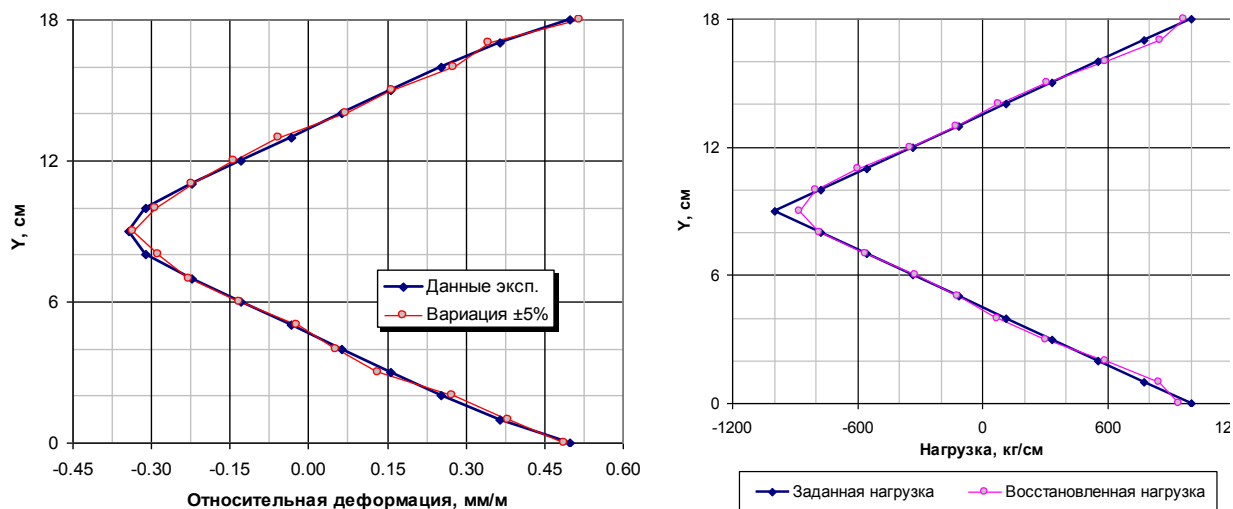 18
12
6
0
Y, см
-0.45 -0.30 -0.15 0.00 0.15 0.30 0.45 0.60
Относительная деформация, мм/м
Данные эксп.
Вариация ±5%
18
12
6
0
Y, см
-1200 -600 0 600 12
Нагрузка, кг/см
Заданная нагрузка Восстановленная нагрузка